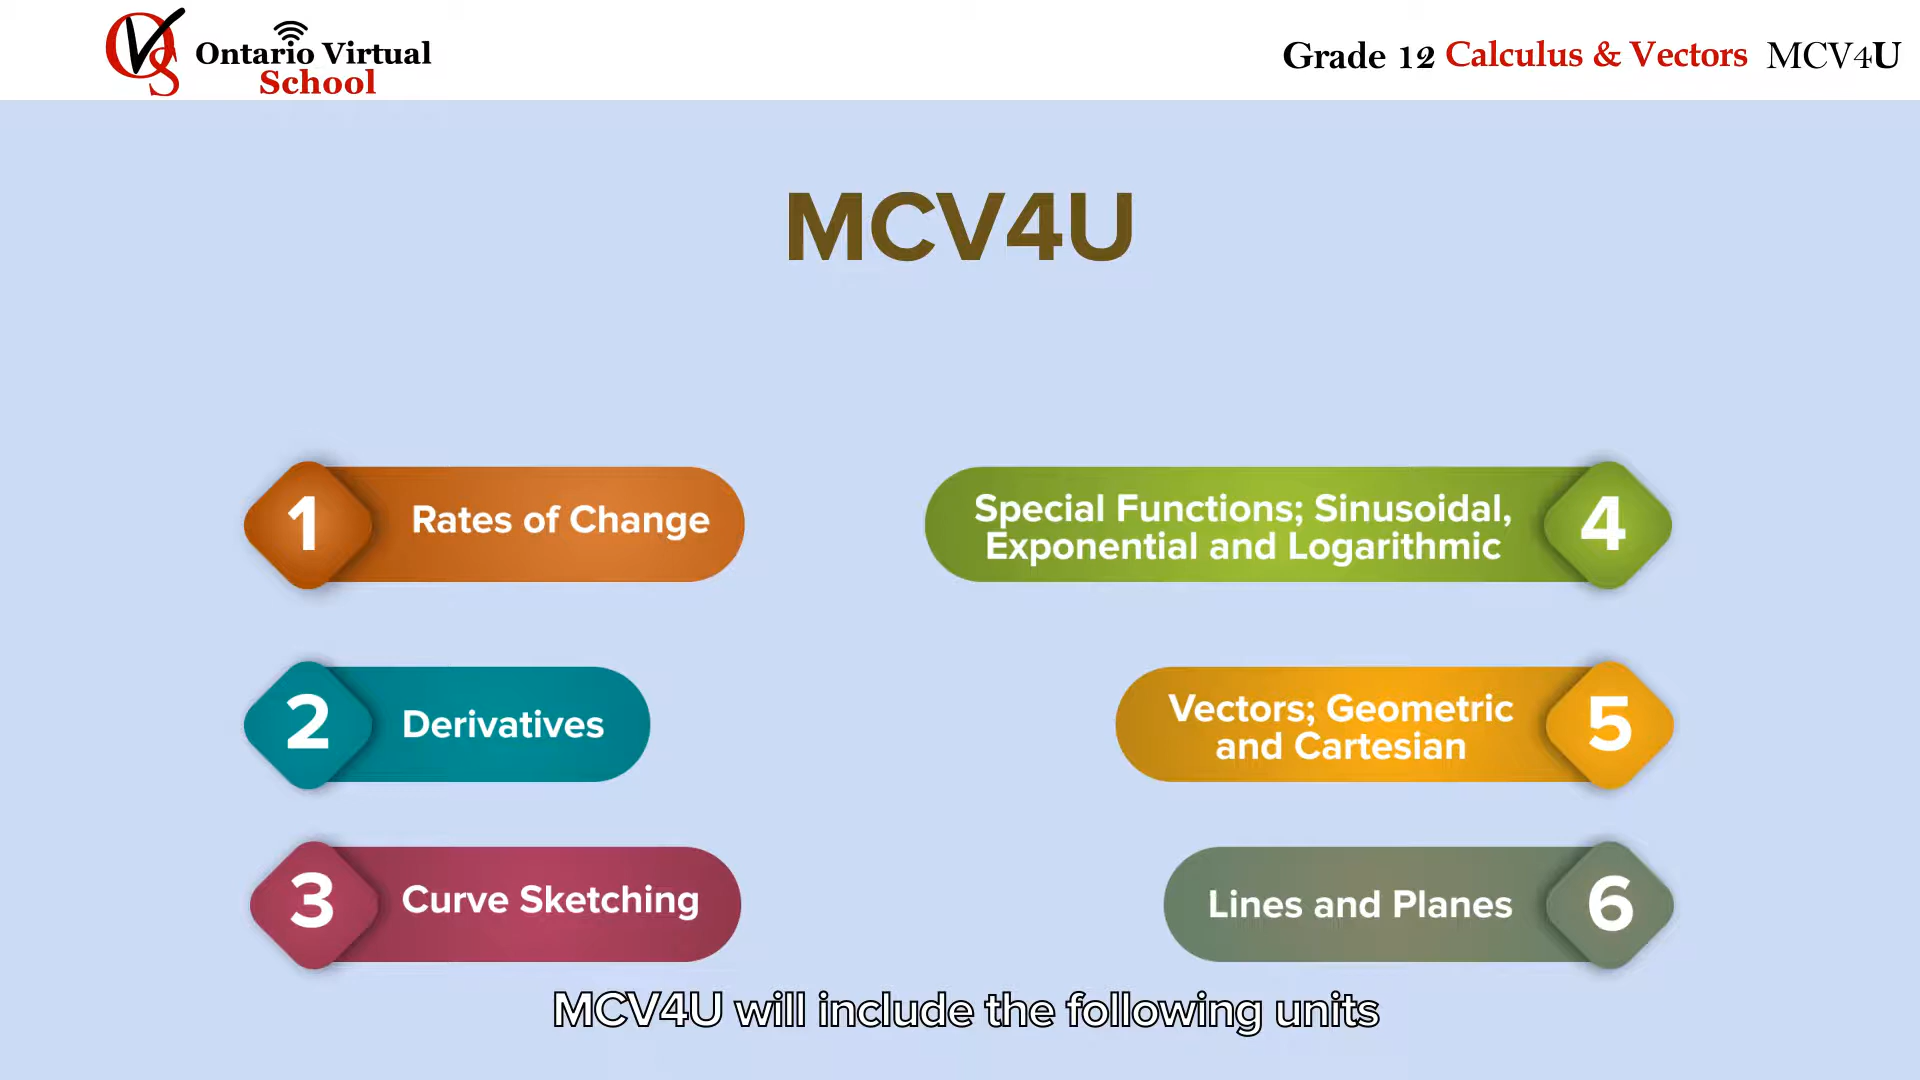 OVS Ontario Virtual
School
Grade 12 Calculus & Vectors MCV4U
MCV4U
1 Rates of Change
2 Derivatives
3 Curve Sketching
Special Functions; Sinusoidal,
Exponential and Logarithmic
4
Vectors; Geometric
and Cartesian
5
Lines and Planes 6
MCV4U will include the following units